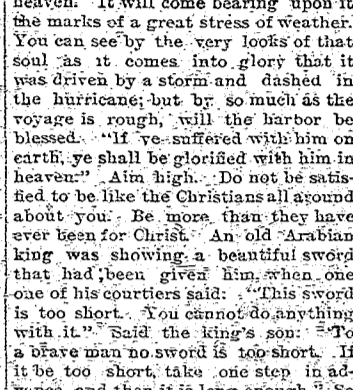 heaven. It will come bearing upon it
the marks of a great stress of weather.
You can see by the very looks of that
soul as it comes into glory that it
was driven by a storm and dashed in
the hurricane; but by so much as the
voyage is rough, will the harbor be
blessed. "If ye suffered with him on
earth, ye shall be glorified with him in
heaven." Aim high. Do not be satis-
fied to be like the Christians all around
about you. Be more than they have
ever been for Christ. An old Arabian
king was showing a beautiful sword
that had been given him, when one
one of his courtiers said: "This sword
is too short. You cannot do anything
with it." Said the king's son: "To
a brave man no sword is too short. If
it be too short, take one step in ad-
vance, and then it is long enough."